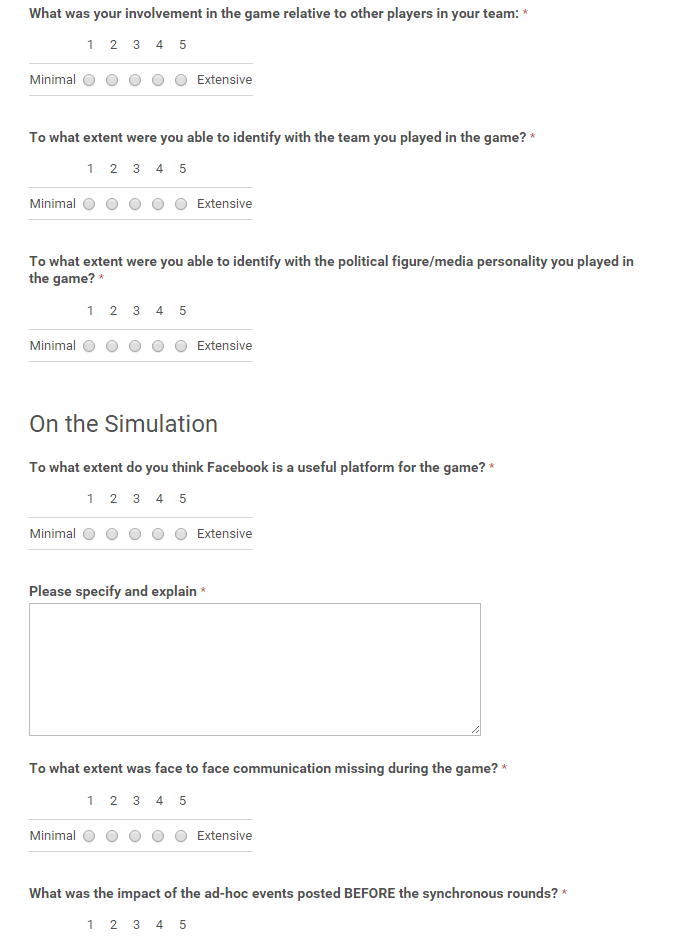 What was your involvement in the game relative to other players in your team: *
1 2 3 4 5
Minimal Extensive
To what extent were you able to identify with the team you played in the game? *
1 2 3 4 5
Minimal Extensive
To what extent were you able to identify with the political figure/media personality you played in
the game? *
1 2 3 4 5
Minimal Extensive
On the Simulation
To what extent do you think Facebook is a useful platform for the game? *
1 2 3 4 5
Minimal Extensive
Please specify and explain *
To what extent was face to face communication missing during the game? *
1 2 3 4 5
Minimal Extensive
What was the impact of the ad-hoc events posted BEFORE the synchronous rounds? *
1 2 3 4 5